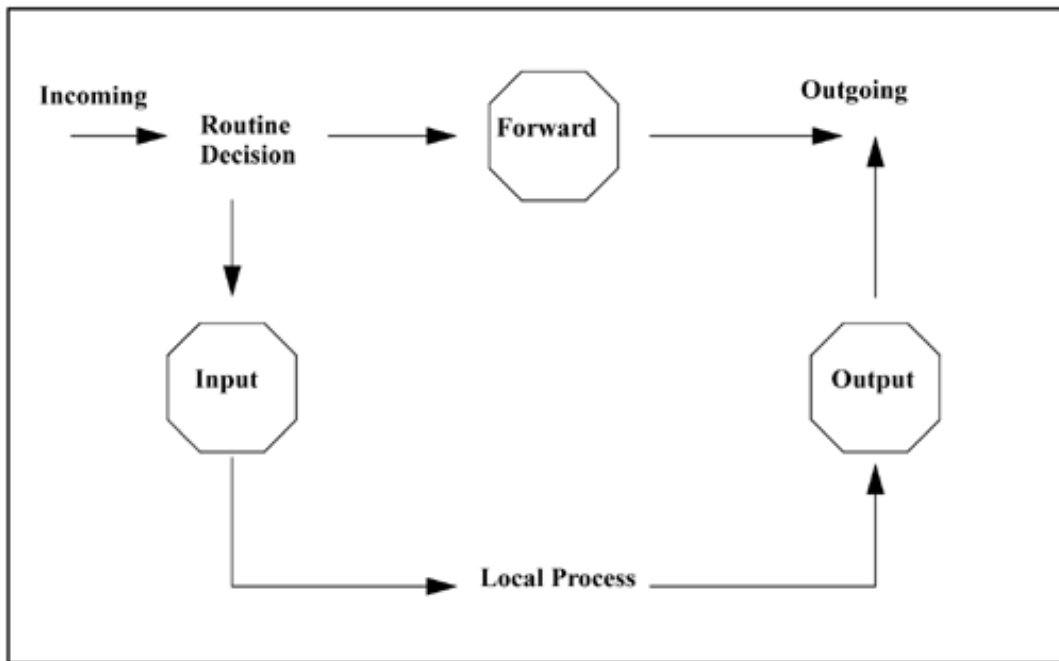 Incoming
Routine
Decision
Forward
Outgoing
Input
Output
Local Process